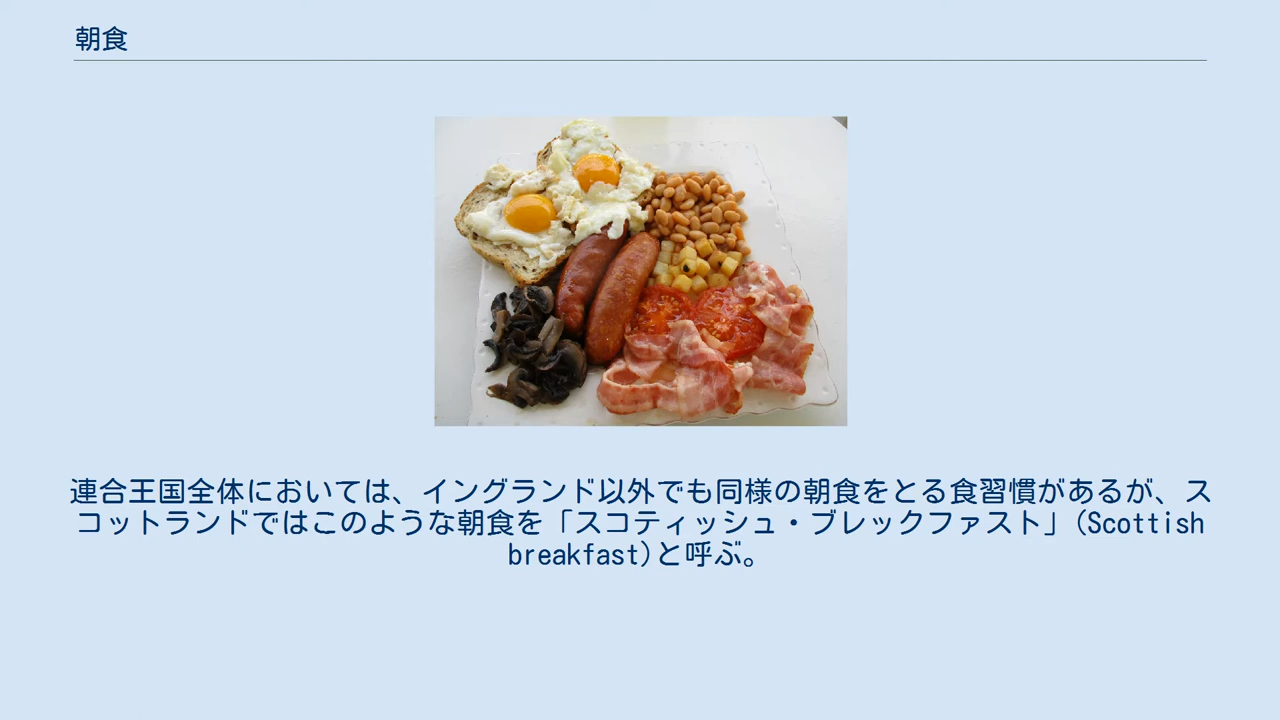 朝食
連合王国全体においては、イングランド以外でも同様の朝食をとる食習慣があるが、ス
コットランドではこのような朝食を「スコティッシュ・ブレックファスト」(Scottish
breakfast)と呼ぶ。